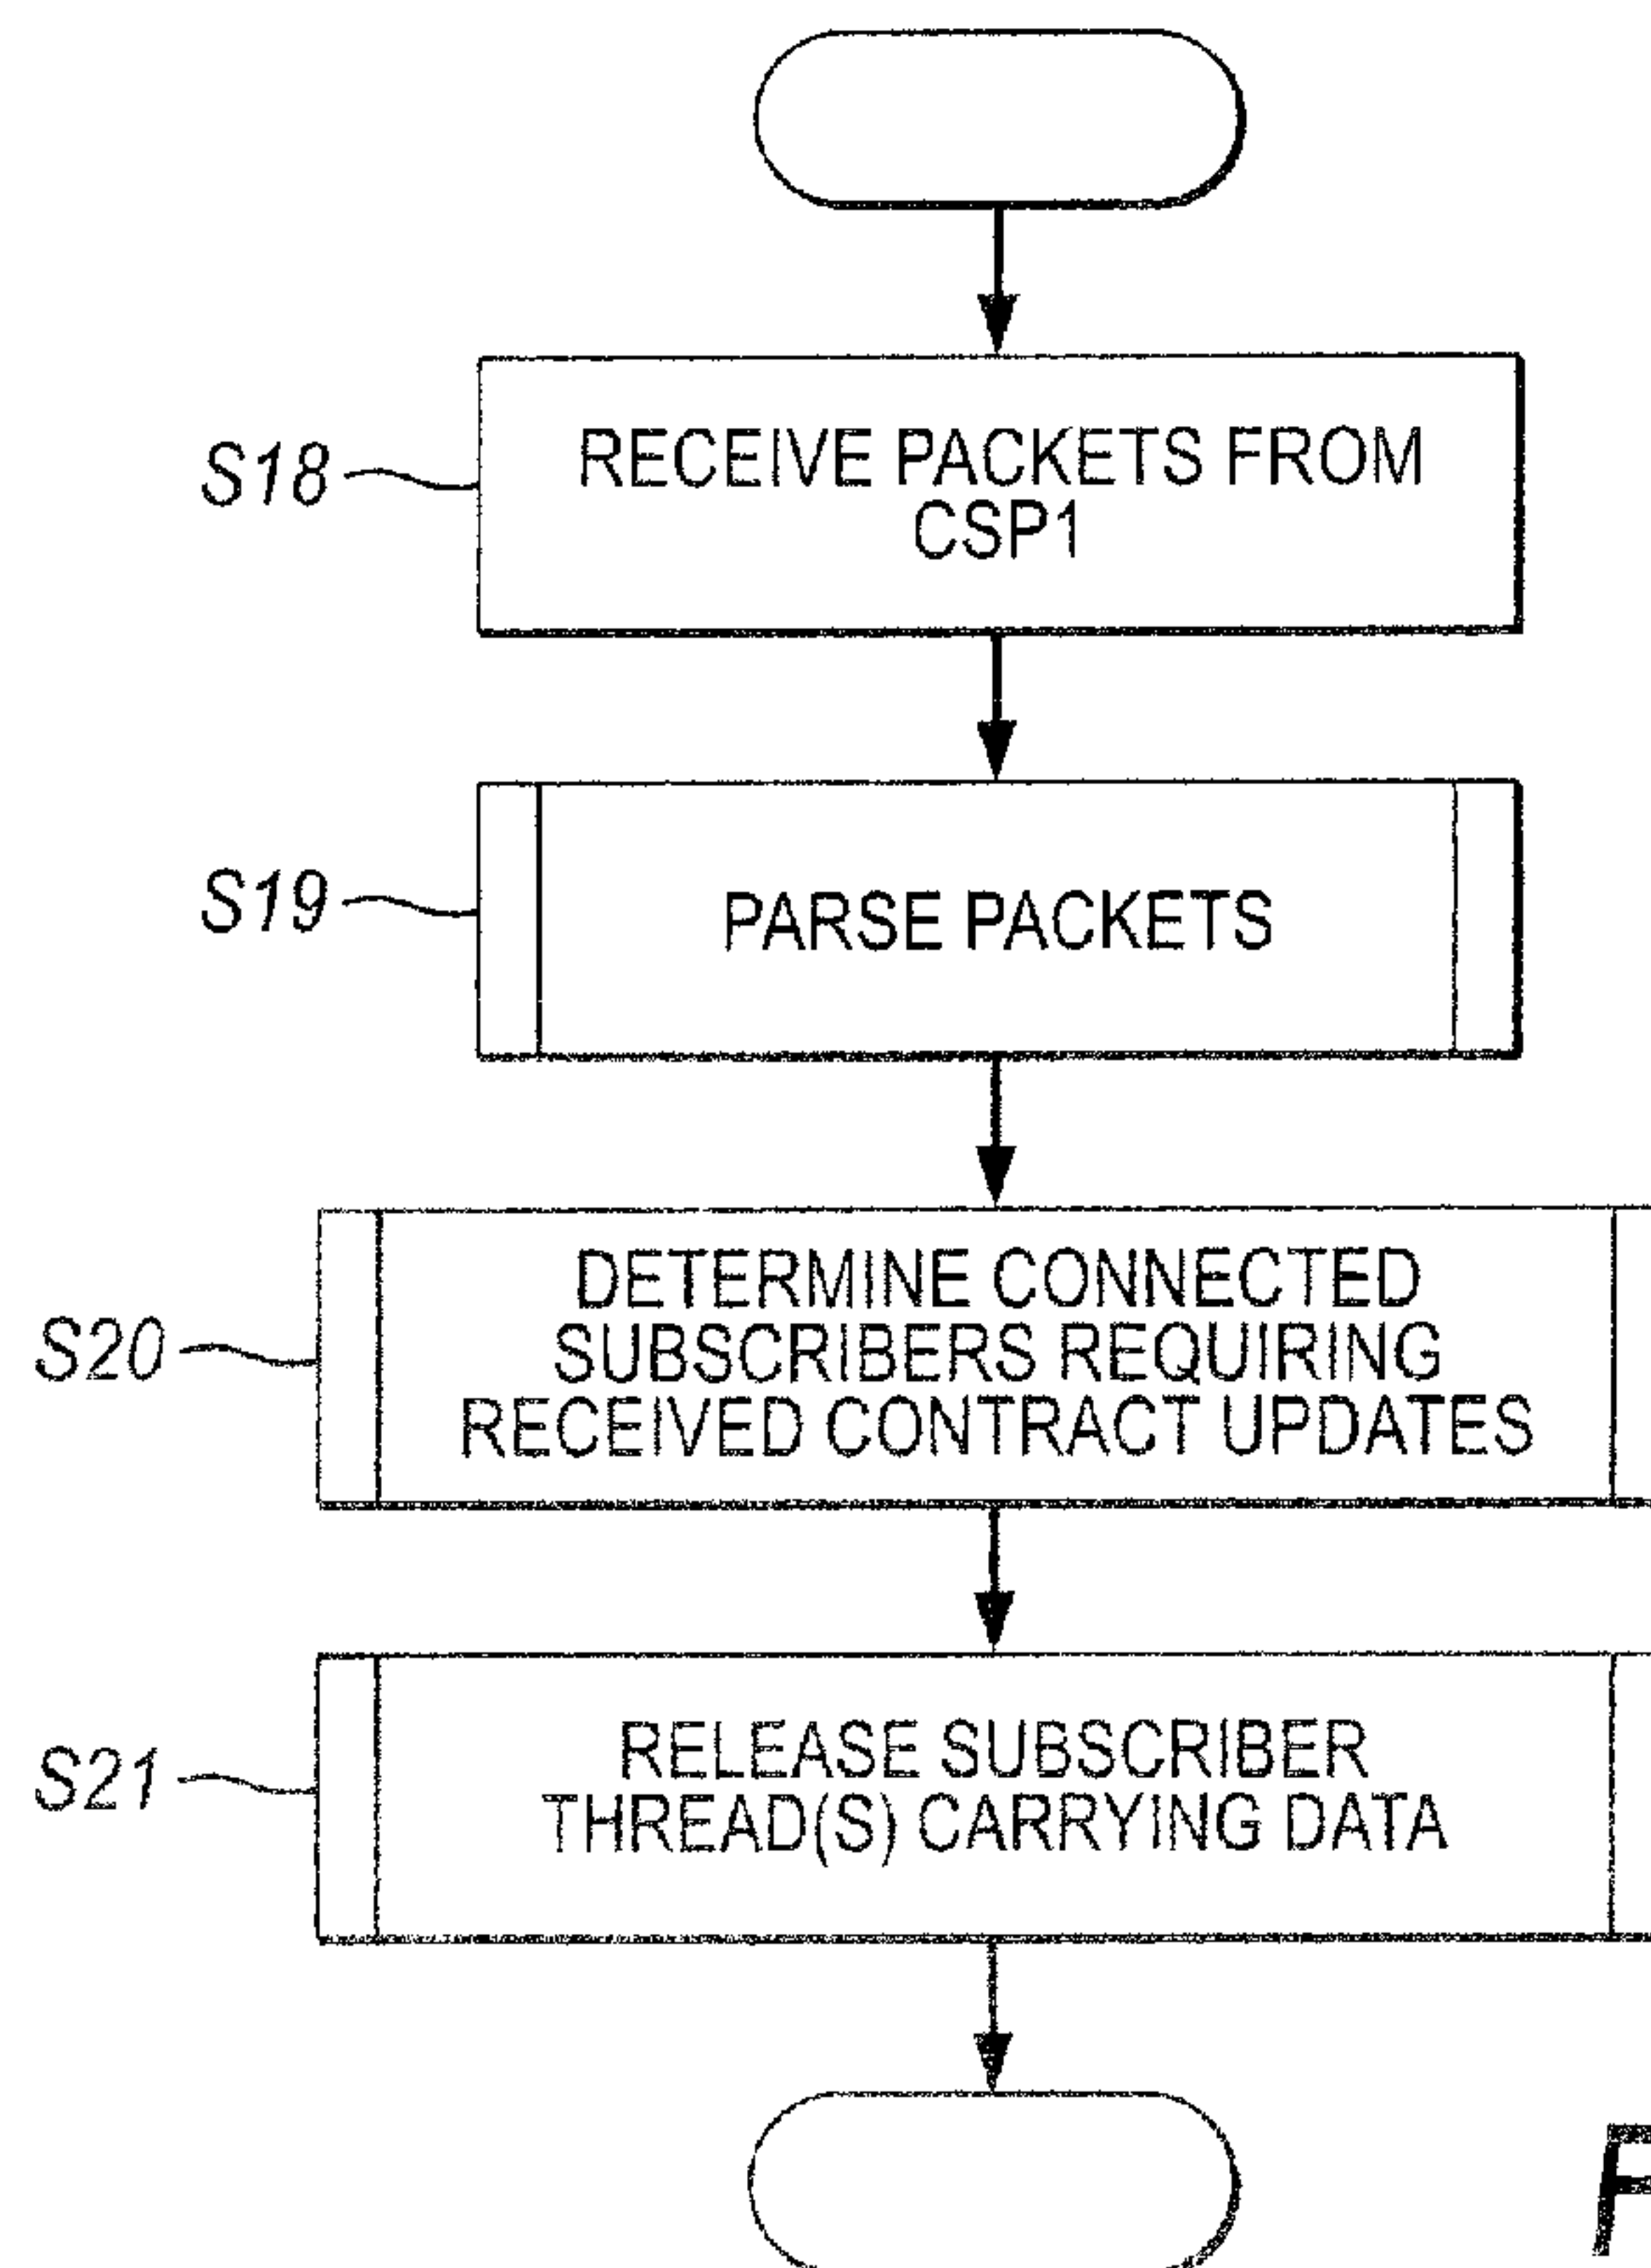 S18
RECEIVE PACKETS FROM
CSP1
S19
PARSE PACKETS
S20
DETERMINE CONNECTED
SUBSCRIBERS REQUIRING
RECEIVED CONTRACT UPDATES
S21
RELEASE SUBSCRIBER
THREAD(S) CARRYING DATA